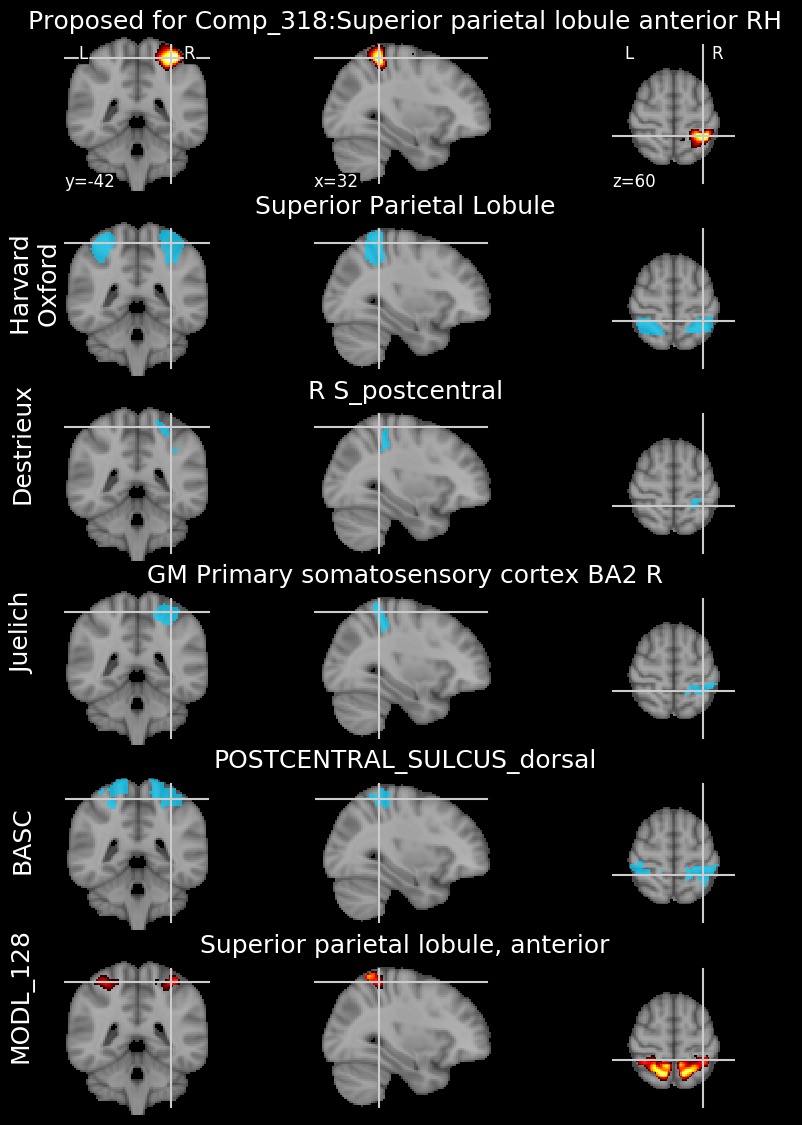 Proposed for Comp_318:Superior parietal lobule anterior RH
L R
L R
y=-42
x=32
z=60
Superior Parietal Lobule
Harvard
Oxford
R S_postcentral
Destrieux
GM Primary somatosensory cortex BA2 R
Juelich
POSTCENTRAL_SULCUS_dorsal
BASC
Superior parietal lobule, anterior
MODL_128